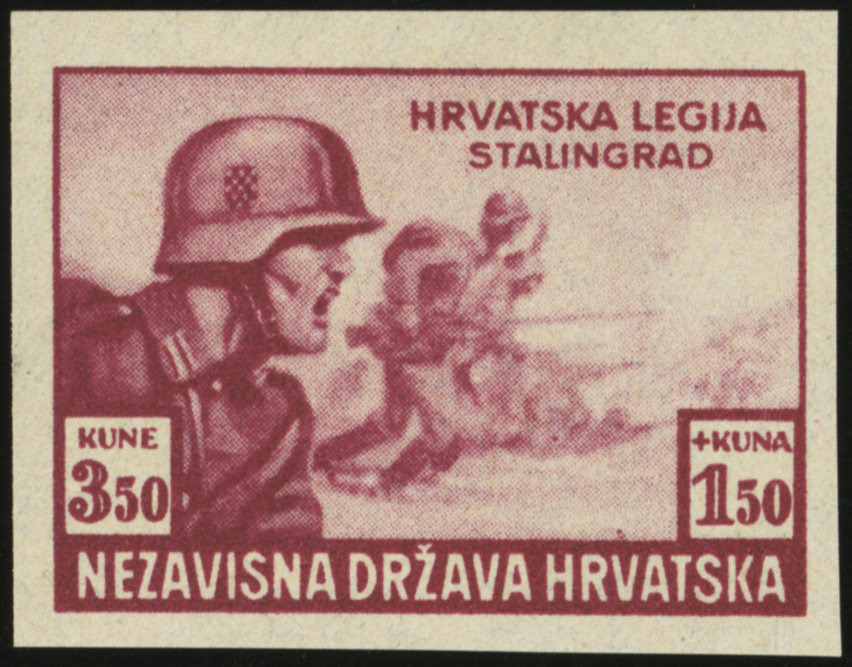 HRVATSKA LEGIJA
STALINGRAD
KUNE
3 50
+KUNA
1 50
NEZAVISNA DRŽAVA HRVATSKA